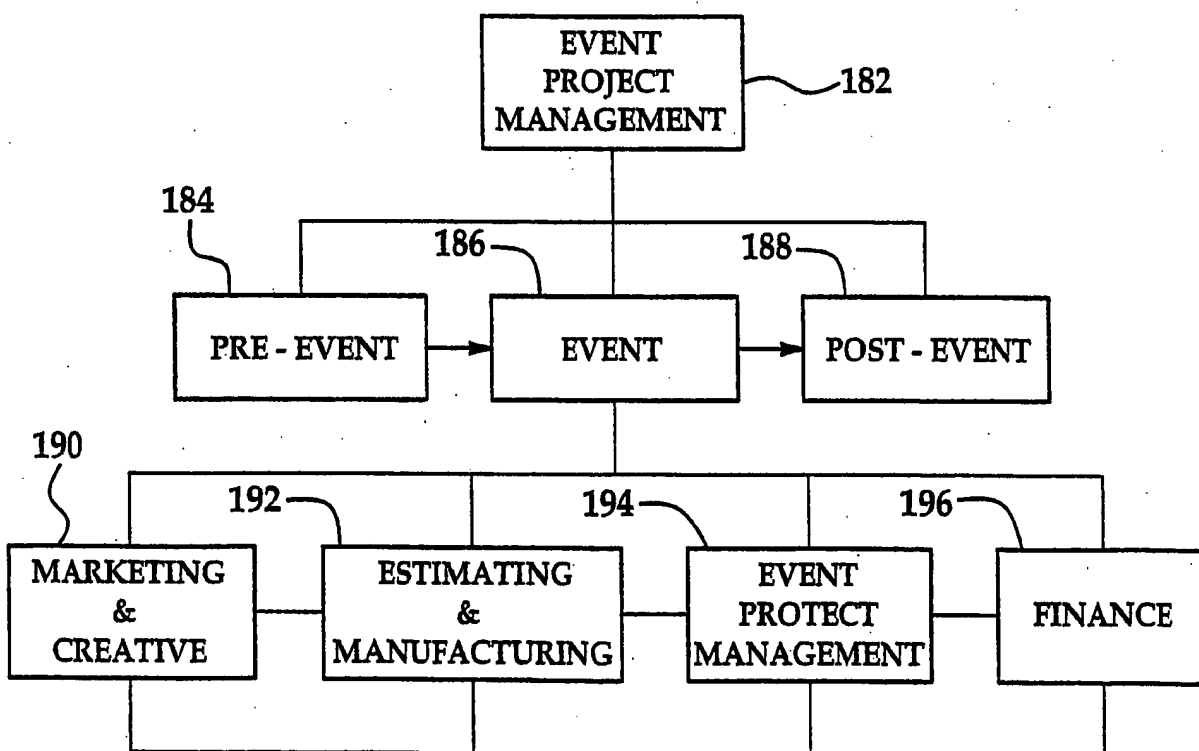 EVENT
PROJECT
MANAGEMENT
182
184
186
188
PRE - EVENT
EVENT
POST - EVENT
190
192
194
196
MARKETING
&
CREATIVE
ESTIMATING
&
MANUFACTURING
EVENT
PROTECT
MANAGEMENT
FINANCE